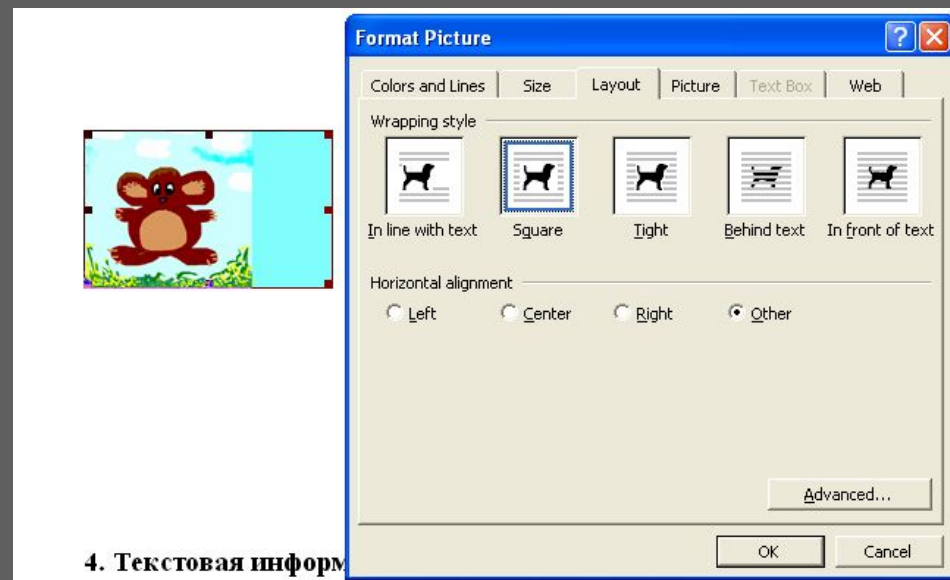 Format Picture
Colors and Lines Size Layout Picture Text Box Web
Wrapping style
In line with text Square Tight Behind text In front of text
Horizontal alignment
Left Center Right Other
Advanced...
OK Cancel
4. Текстовая информ